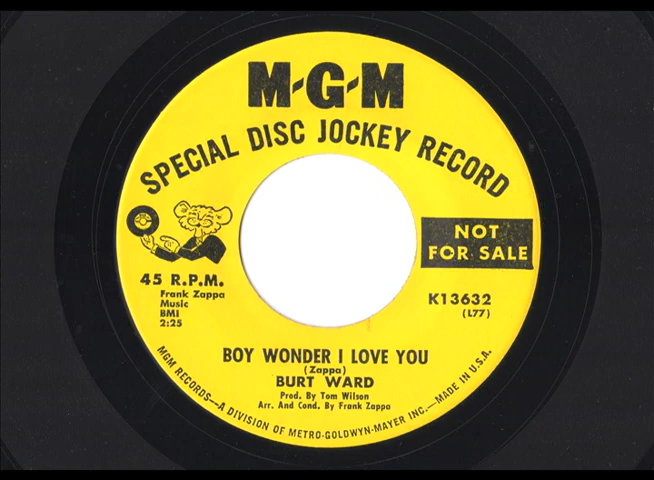 M-G-M
SPECIAL DISC JOCKEY RECORD
NOT
FOR SALE
45 R.P.M.
Frank Zappa
Music
BMI
2:25
K13632
(L77)
BOY WONDER I LOVE YOU
(Zappa)
BURT WARD
Prod. By Tom Wilson
Arr. And Cond. By Frank Zappa
MGM RECORDS—A DIVISION OF METRO-GOLDWYN-MAYER INC.—MADE IN U.S.A.